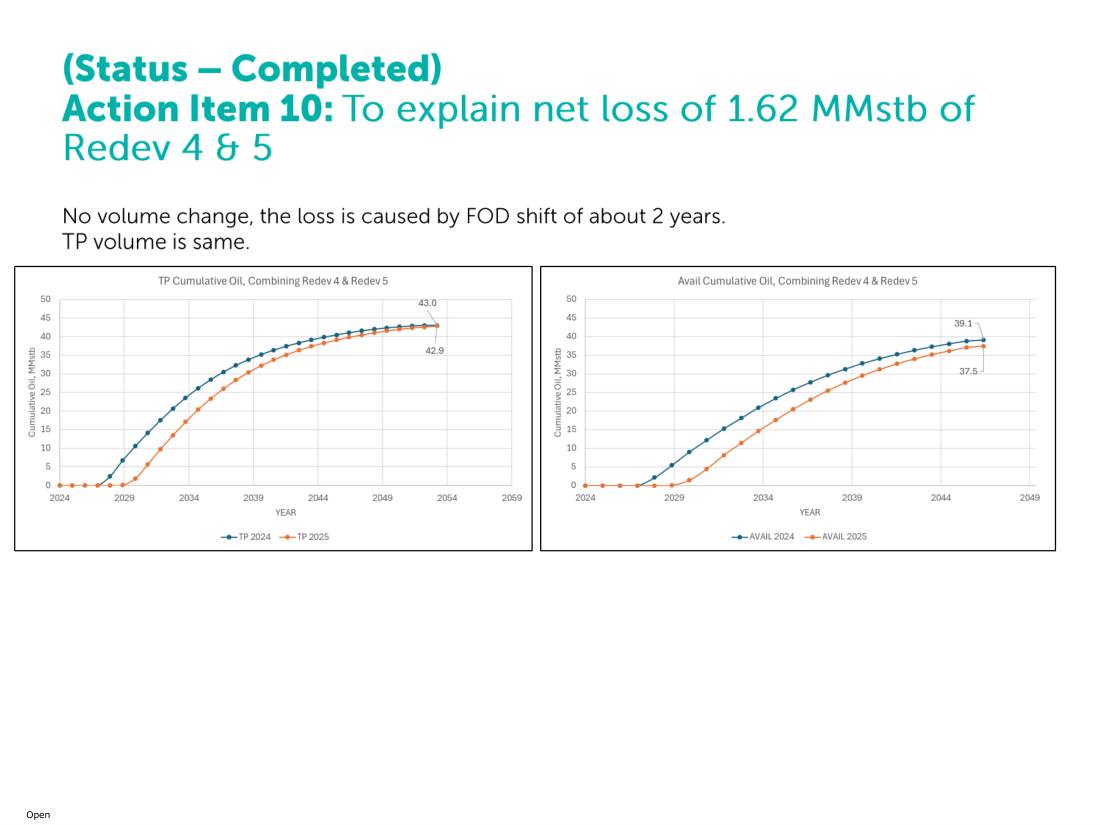 (Status – Completed)
Action Item 10: To explain net loss of 1.62 MMstb of
Redev 4 & 5
No volume change, the loss is caused by FOD shift of about 2 years.
TP volume is same.
TP Cumulative Oil, Combining Redev 4 & Redev 5
43.0
42.9
Cumulative Oil, MMstb
50
45
40
35
30
25
20
15
10
5
0
2024 2029 2034 2039 2044 2049 2054 2059
YEAR
TP 2024 TP 2025
Avail Cumulative Oil, Combining Redev 4 & Redev 5
39.1
37.5
Cumulative Oil, MMstb
50
45
40
35
30
25
20
15
10
5
0
2024 2029 2034 2039 2044 2049
YEAR
AVAIL 2024 AVAIL 2025
Open